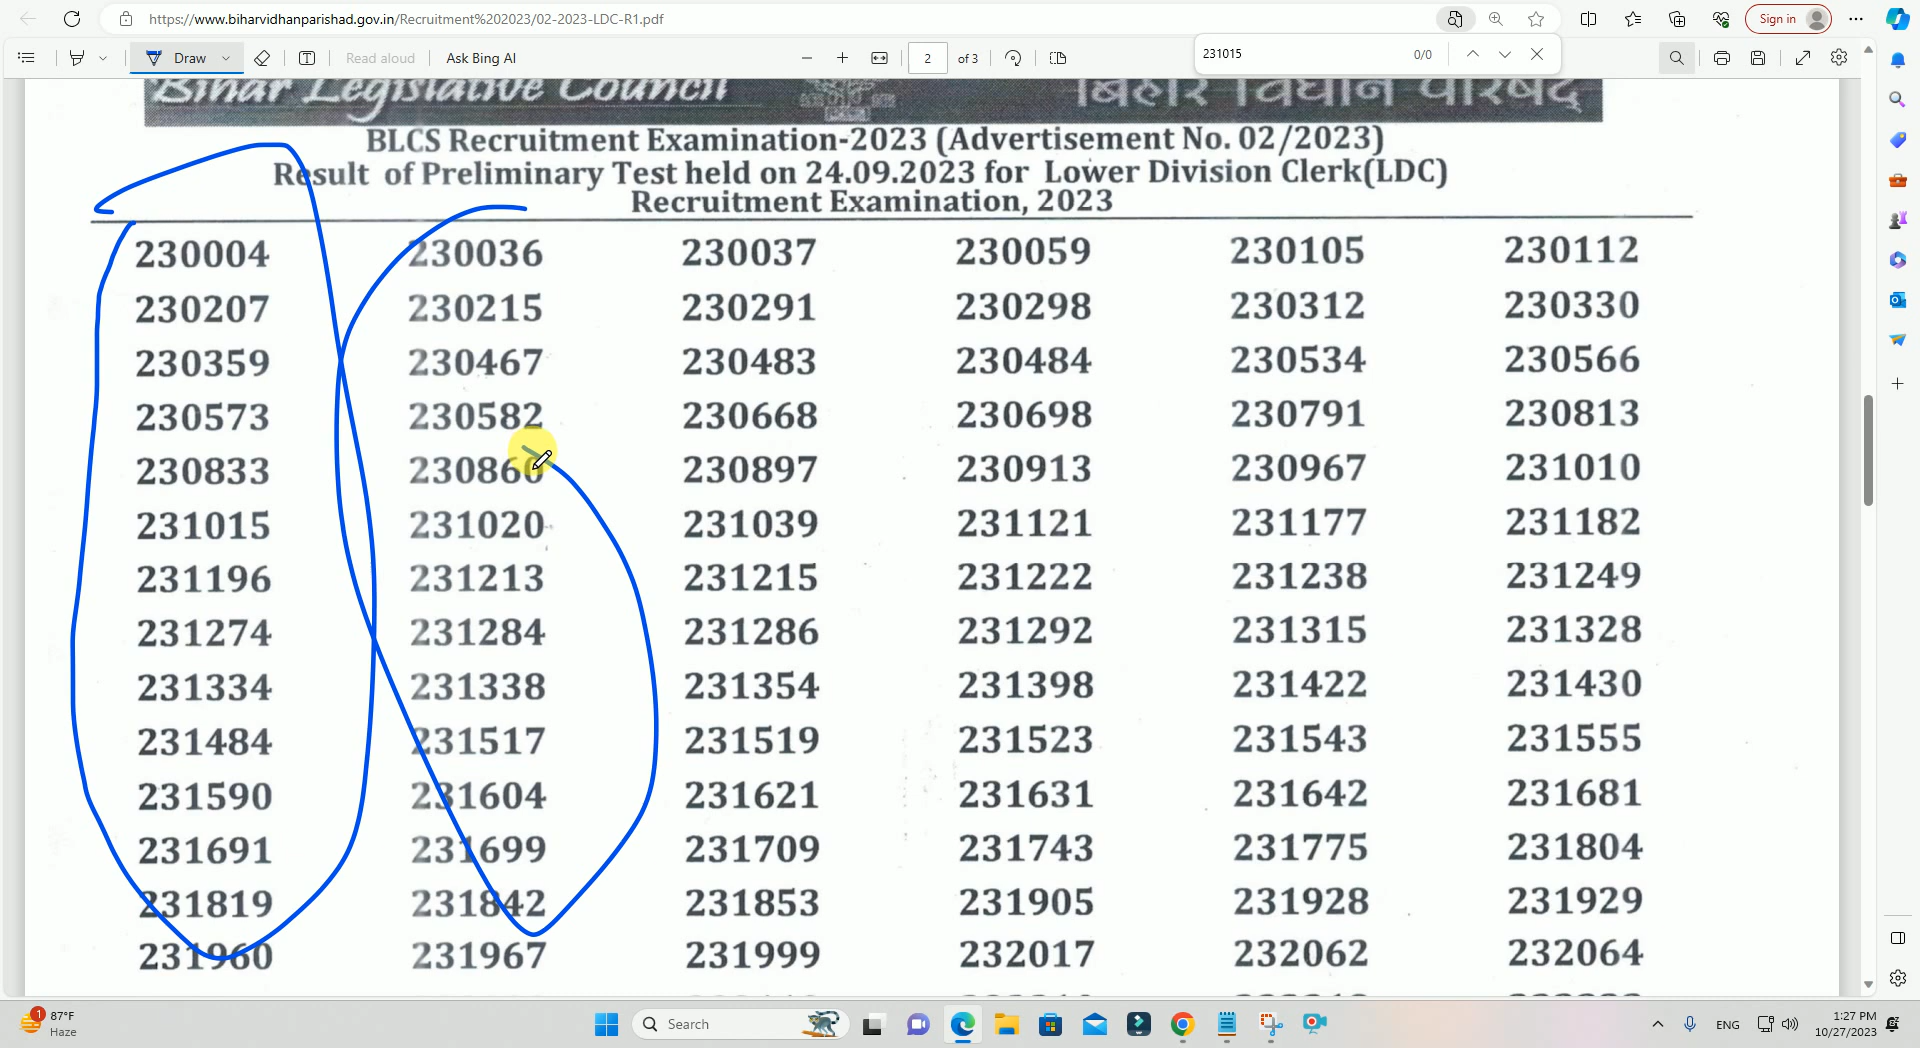 https://www.biharvidhanparishad.gov.in/Recruitment%202023/02-2023-LDC-R1.pdf
Sign in
Draw
Read aloud
Ask Bing AI
2 of 3
231015 0/0
Bihar Legislative Council बिहार विधान परिषद्
BLCS Recruitment Examination-2023 (Advertisement No. 02/2023)
Result of Preliminary Test held on 24.09.2023 for Lower Division Clerk(LDC)
Recruitment Examination, 2023
230004 230036 230037 230059 230105 230112
230207 230215 230291 230298 230312 230330
230359 230467 230483 230484 230534 230566
230573 230582 230668 230698 230791 230813
230833 230860 230897 230913 230967 231010
231015 231020 231039 231121 231177 231182
231196 231213 231215 231222 231238 231249
231274 231284 231286 231292 231315 231328
231334 231338 231354 231398 231422 231430
231484 231517 231519 231523 231543 231555
231590 231604 231621 231631 231642 231681
231691 231699 231709 231743 231775 231804
231819 231842 231853 231905 231928 231929
231960 231967 231999 232017 232062 232064
1
87°F
Haze
Search
ENG
1:27 PM
10/27/2023